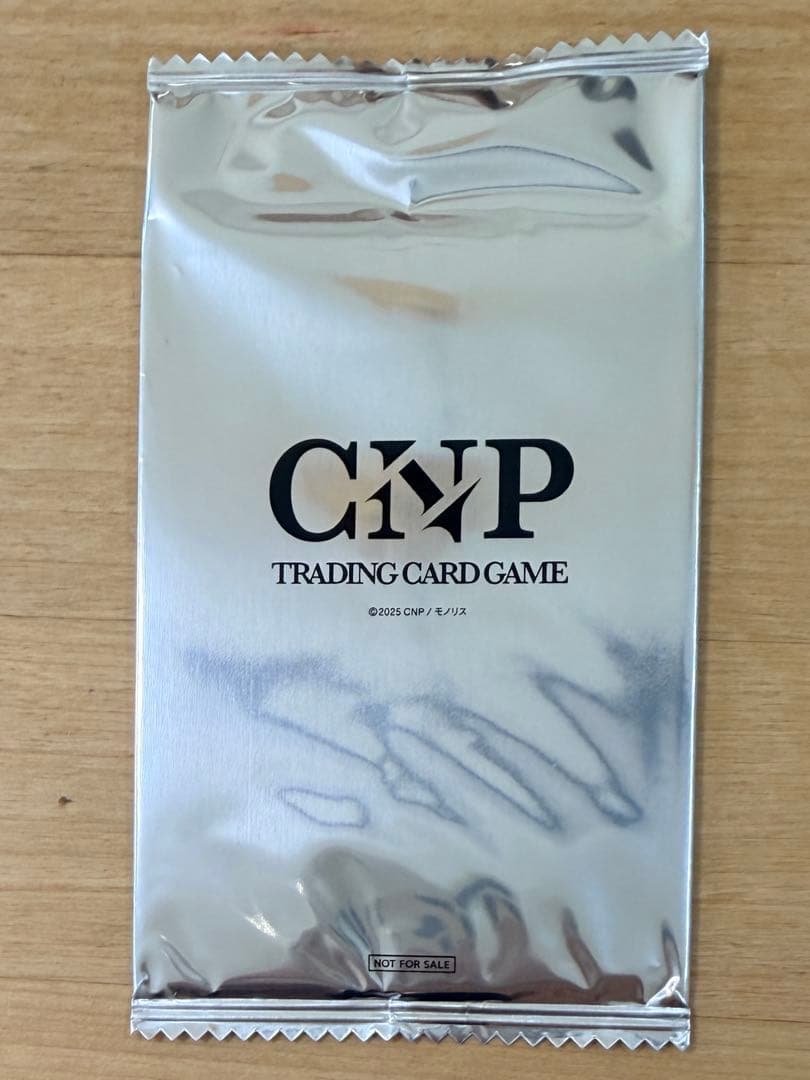 CNP
TRADING CARD GAME
©2025 CNP / モノリス
NOT FOR SALE